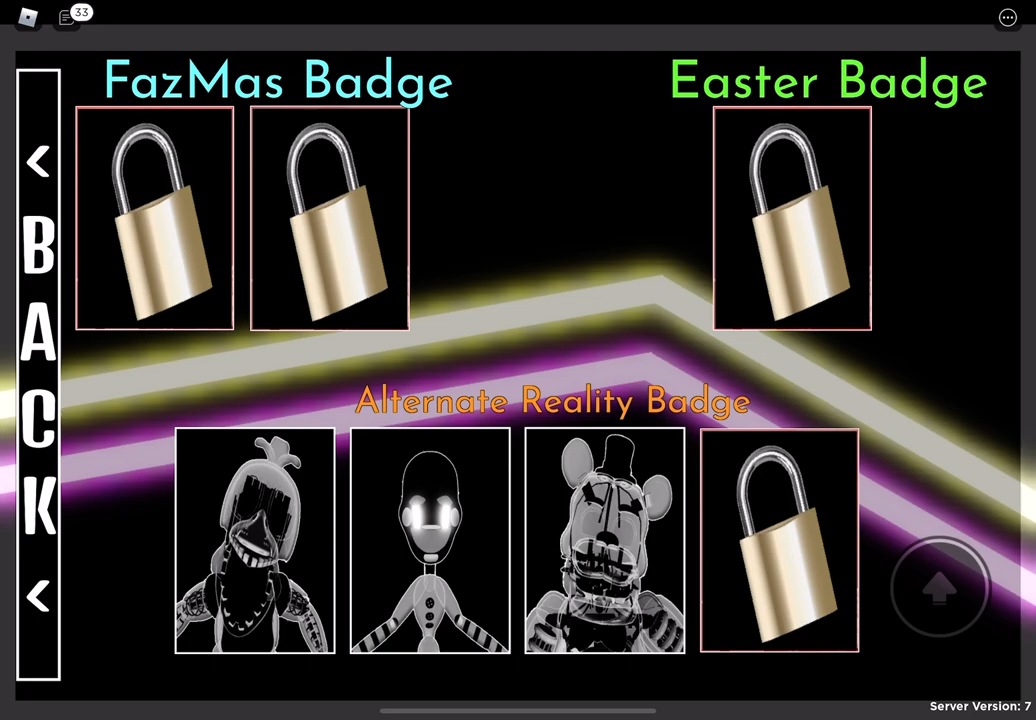 33
FazMas Badge
Easter Badge
< BACK <
Alternate Reality Badge
Server Version: 7